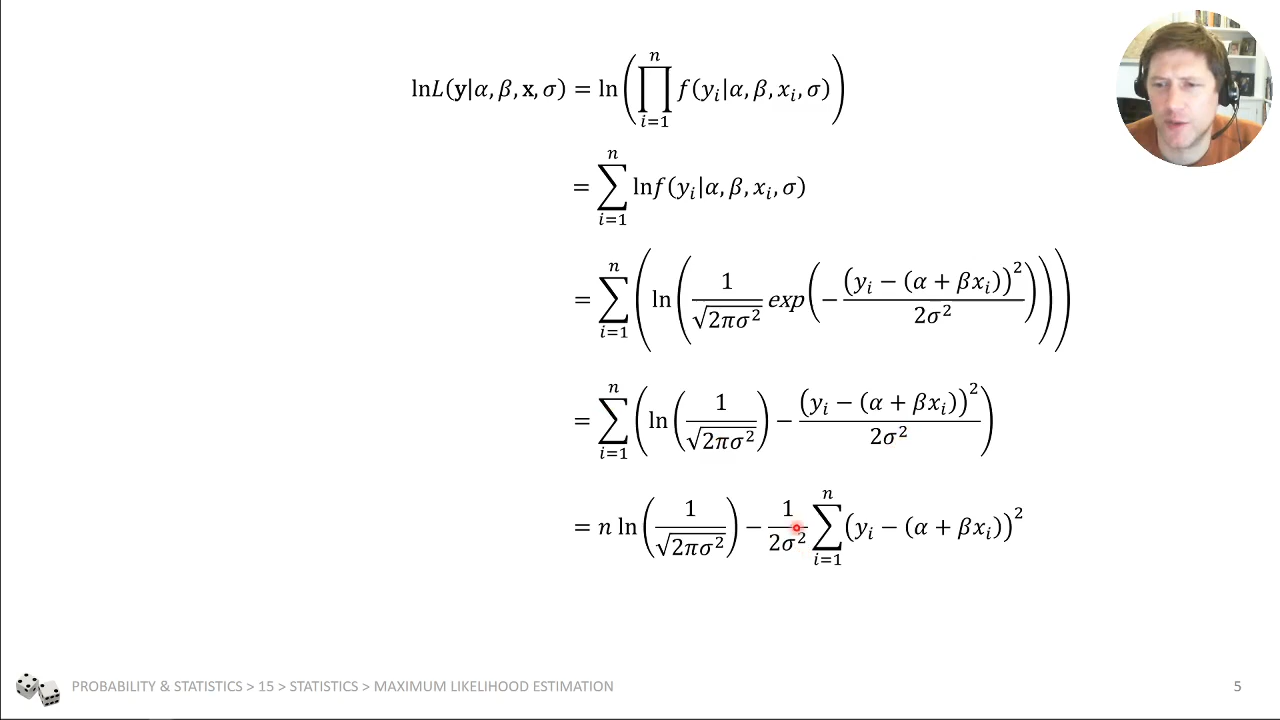 lnL(𝐲|α, β, 𝐱, σ) = ln(∏_{i=1}^{n} f(y_i|α, β, x_i, σ))
= ∑_{i=1}^{n} lnf(y_i|α, β, x_i, σ)
= ∑_{i=1}^{n} (ln(1/√(2πσ²) exp(−(y_i − (α + βx_i))²/2σ²)))
= ∑_{i=1}^{n} (ln(1/√(2πσ²)) − (y_i − (α + βx_i))²/2σ²)
= n ln(1/√(2πσ²)) − 1/2σ² ∑_{i=1}^{n} (y_i − (α + βx_i))²
PROBABILITY & STATISTICS > 15 > STATISTICS > MAXIMUM LIKELIHOOD ESTIMATION
5